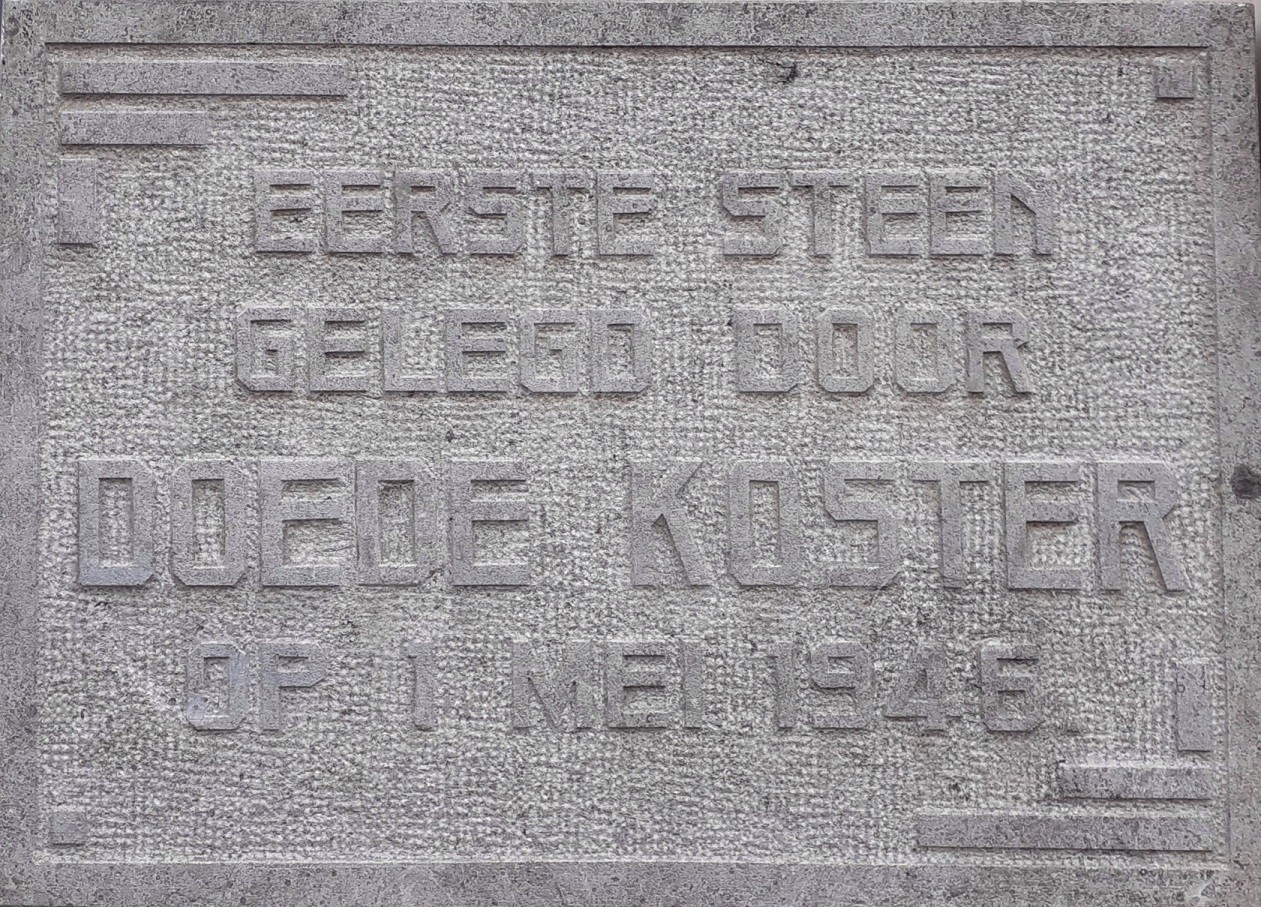 EERSTE STEEN
GELEGD DOOR
DOEDE KOSTER
OP 1 MEI 1946.